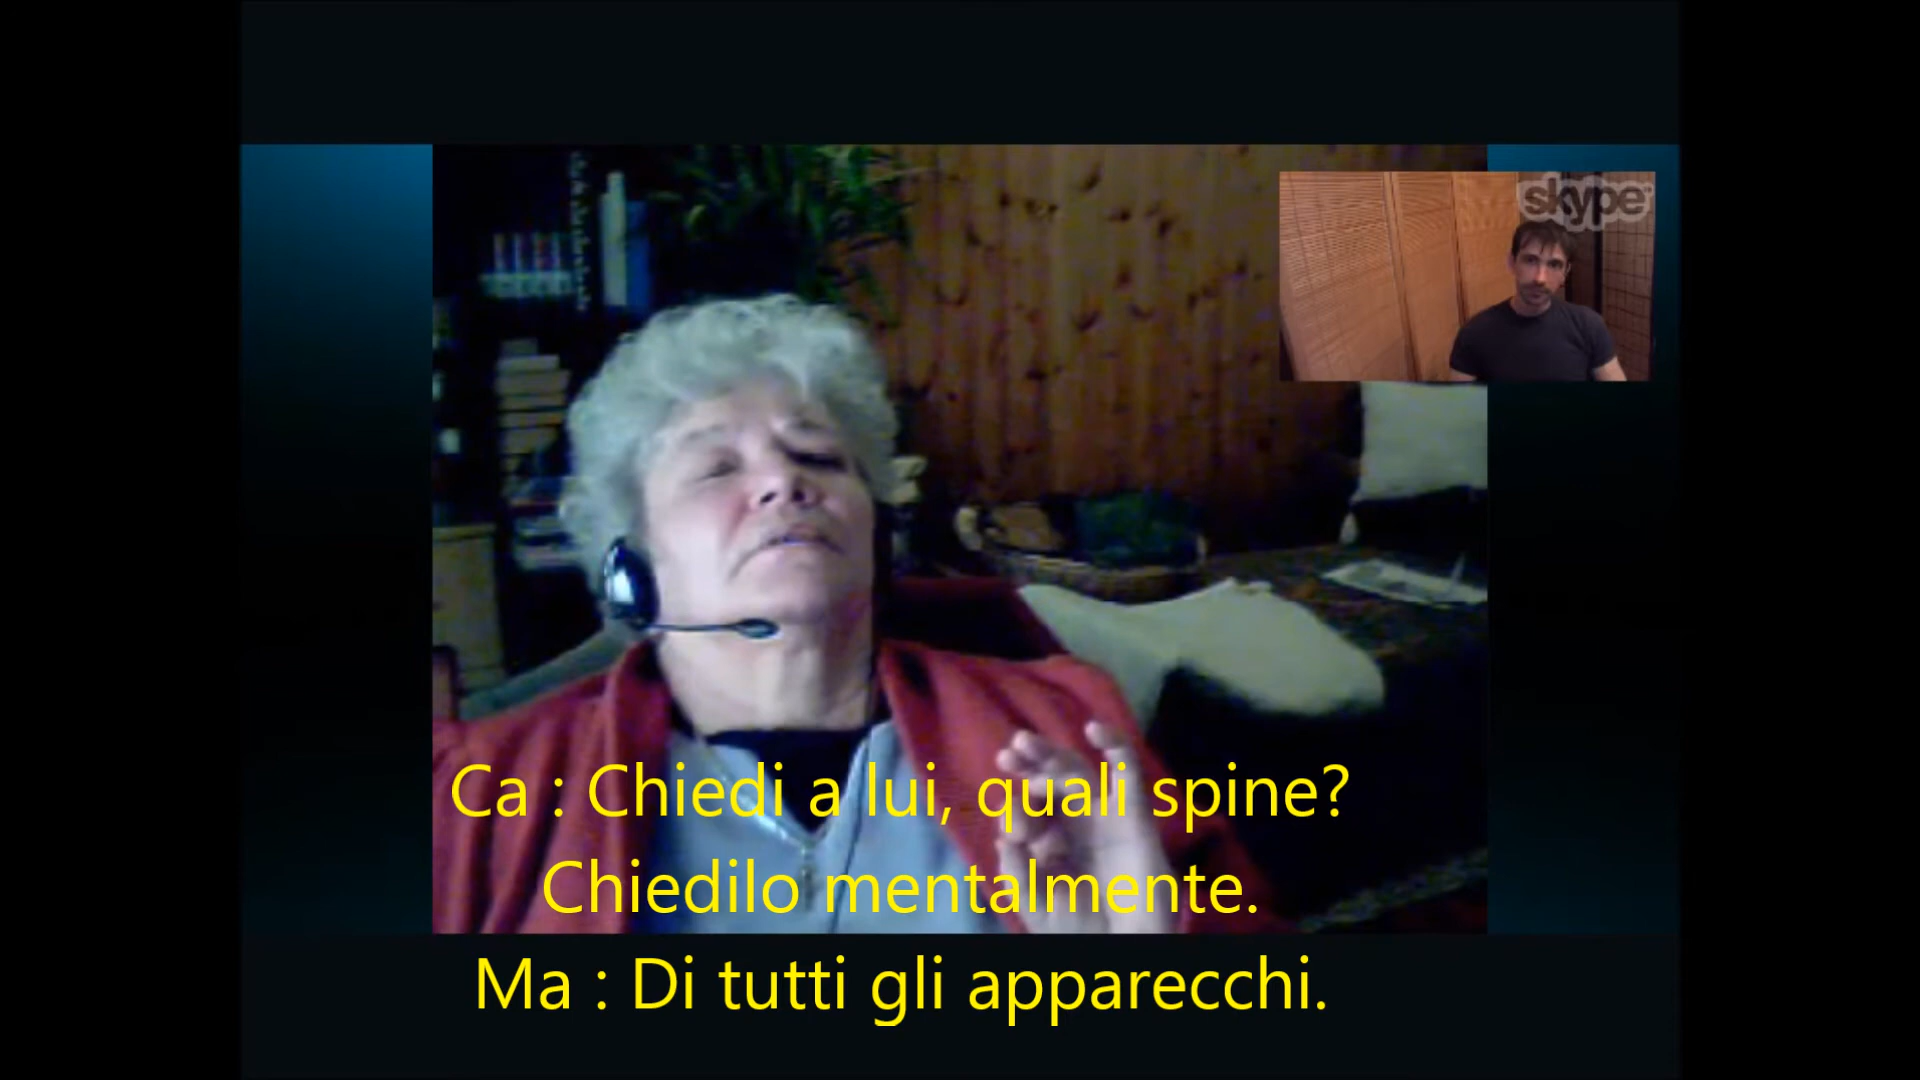 skype
Ca : Chiedi a lui, quali spine?
Chiedilo mentalmente.
Ma : Di tutti gli apparecchi.